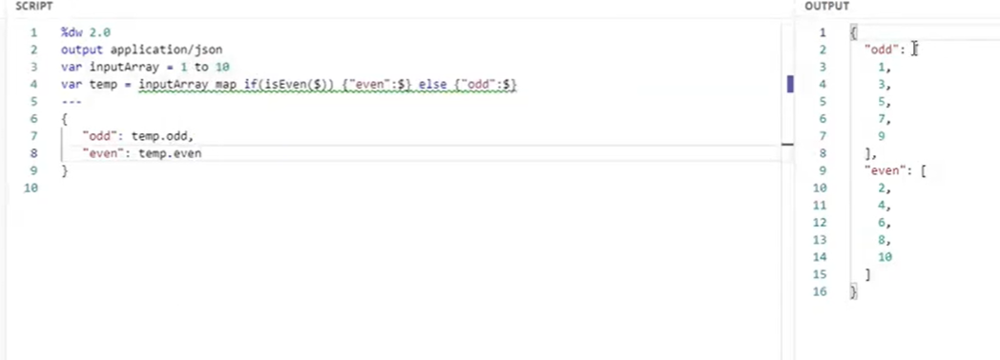 SCRIPT
1 %dw 2.0
2 output application/json
3 var inputArray = 1 to 10
4 var temp = inputArray map if(isEven($)) {"even":$} else {"odd":$}
5 ---
6 {
7 "odd": temp.odd,
8 "even": temp.even
9 }
10
OUTPUT
1 {
2 "odd": [
3 1,
4 3,
5 5,
6 7,
7 9
8 ],
9 "even": [
10 2,
11 4,
12 6,
13 8,
14 10
15 ]
16 }